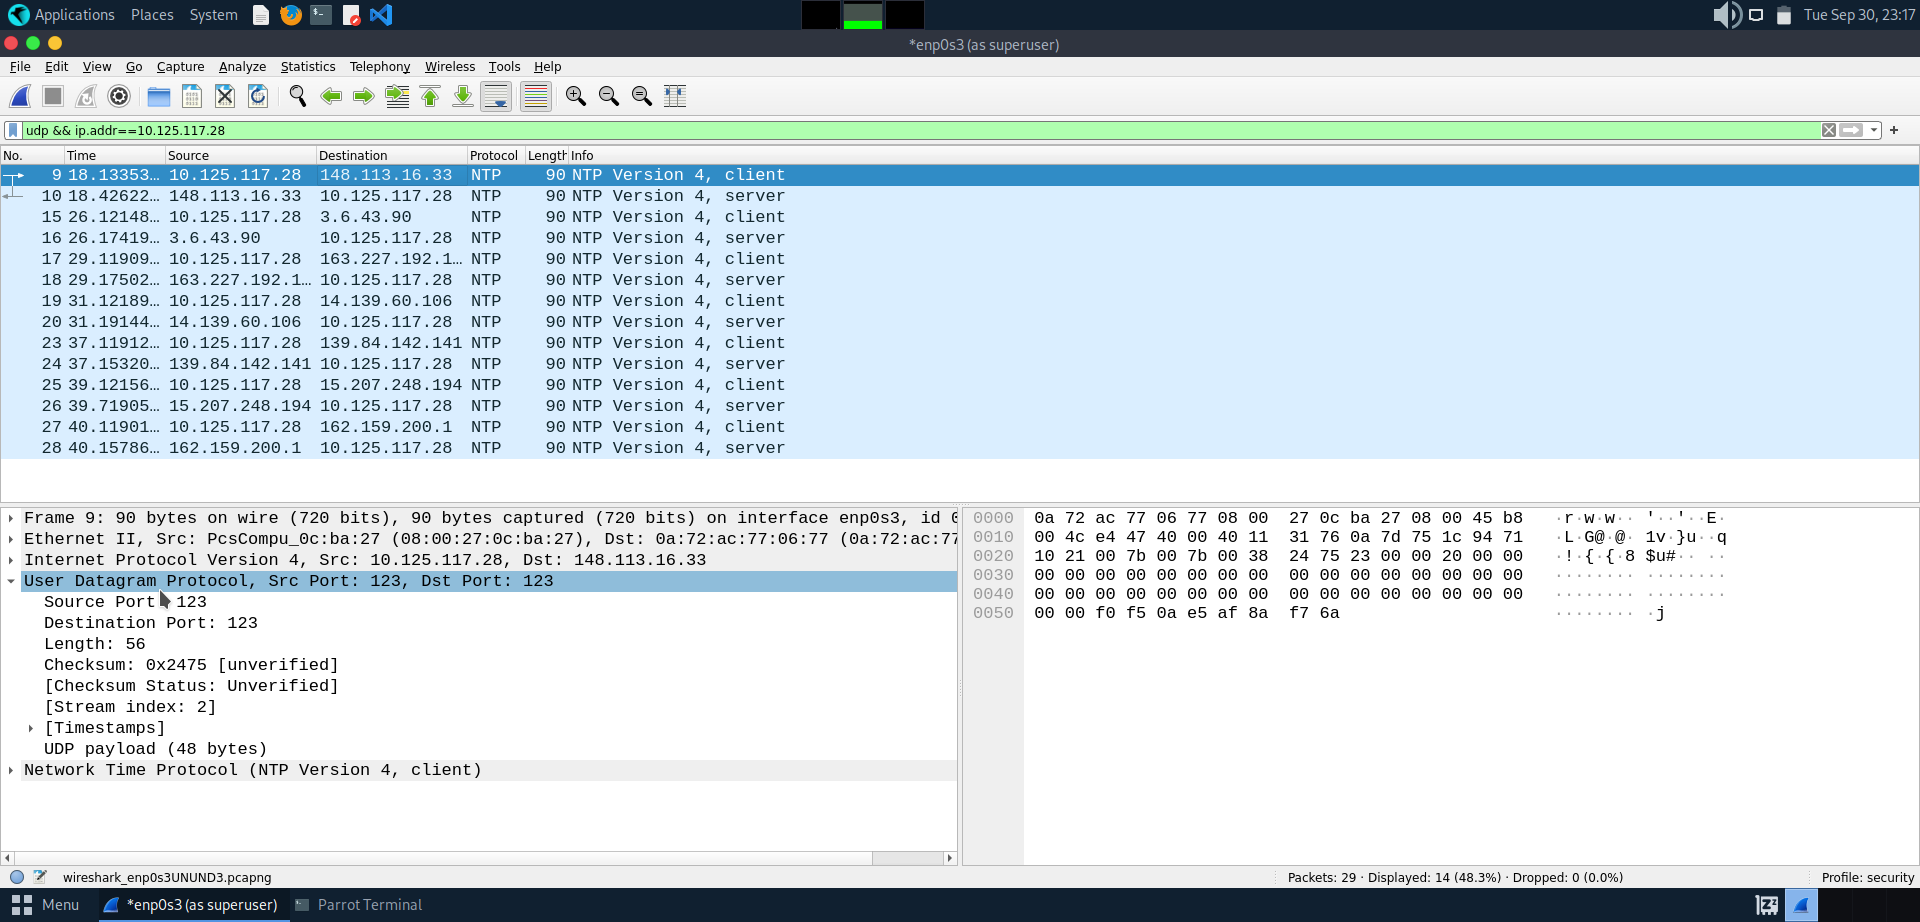 Applications Places System Tue Sep 30, 23:17
*enp0s3 (as superuser)
File Edit View Go Capture Analyze Statistics Telephony Wireless Tools Help
udp && ip.addr==10.125.117.28
No. Time Source Destination Protocol Length Info
9 18.13353… 10.125.117.28 148.113.16.33 NTP 90 NTP Version 4, client
10 18.42622… 148.113.16.33 10.125.117.28 NTP 90 NTP Version 4, server
15 26.12148… 10.125.117.28 3.6.43.90 NTP 90 NTP Version 4, client
16 26.17419… 3.6.43.90 10.125.117.28 NTP 90 NTP Version 4, server
17 29.11909… 10.125.117.28 163.227.192.1… NTP 90 NTP Version 4, client
18 29.17502… 163.227.192.1… 10.125.117.28 NTP 90 NTP Version 4, server
19 31.12189… 10.125.117.28 14.139.60.106 NTP 90 NTP Version 4, client
20 31.19144… 14.139.60.106 10.125.117.28 NTP 90 NTP Version 4, server
23 37.11912… 10.125.117.28 139.84.142.141 NTP 90 NTP Version 4, client
24 37.15320… 139.84.142.141 10.125.117.28 NTP 90 NTP Version 4, server
25 39.12156… 10.125.117.28 15.207.248.194 NTP 90 NTP Version 4, client
26 39.71905… 15.207.248.194 10.125.117.28 NTP 90 NTP Version 4, server
27 40.11901… 10.125.117.28 162.159.200.1 NTP 90 NTP Version 4, client
28 40.15786… 162.159.200.1 10.125.117.28 NTP 90 NTP Version 4, server
Frame 9: 90 bytes on wire (720 bits), 90 bytes captured (720 bits) on interface enp0s3, id 0
Ethernet II, Src: PcsCompu_0c:ba:27 (08:00:27:0c:ba:27), Dst: 0a:72:ac:77:06:77 (0a:72:ac:77
Internet Protocol Version 4, Src: 10.125.117.28, Dst: 148.113.16.33
User Datagram Protocol, Src Port: 123, Dst Port: 123
Source Port: 123
Destination Port: 123
Length: 56
Checksum: 0x2475 [unverified]
[Checksum Status: Unverified]
[Stream index: 2]
[Timestamps]
UDP payload (48 bytes)
Network Time Protocol (NTP Version 4, client)
0000 0a 72 ac 77 06 77 08 00 27 0c ba 27 08 00 45 b8 ·r·w·w·· '··'··E·
0010 00 4c e4 47 40 00 40 11 31 76 0a 7d 75 1c 94 71 ·L·G@·@· 1v·}u··q
0020 10 21 00 7b 00 7b 00 38 24 75 23 00 00 20 00 00 ·!·{·{·8 $u#·· ··
0030 00 00 00 00 00 00 00 00 00 00 00 00 00 00 00 00 ········ ········
0040 00 00 00 00 00 00 00 00 00 00 00 00 00 00 00 00 ········ ········
0050 00 00 f0 f5 0a e5 af 8a f7 6a ········ ·j
wireshark_enp0s3UNUND3.pcapng Packets: 29 · Displayed: 14 (48.3%) · Dropped: 0 (0.0%) Profile: security
Menu *enp0s3 (as superuser) Parrot Terminal